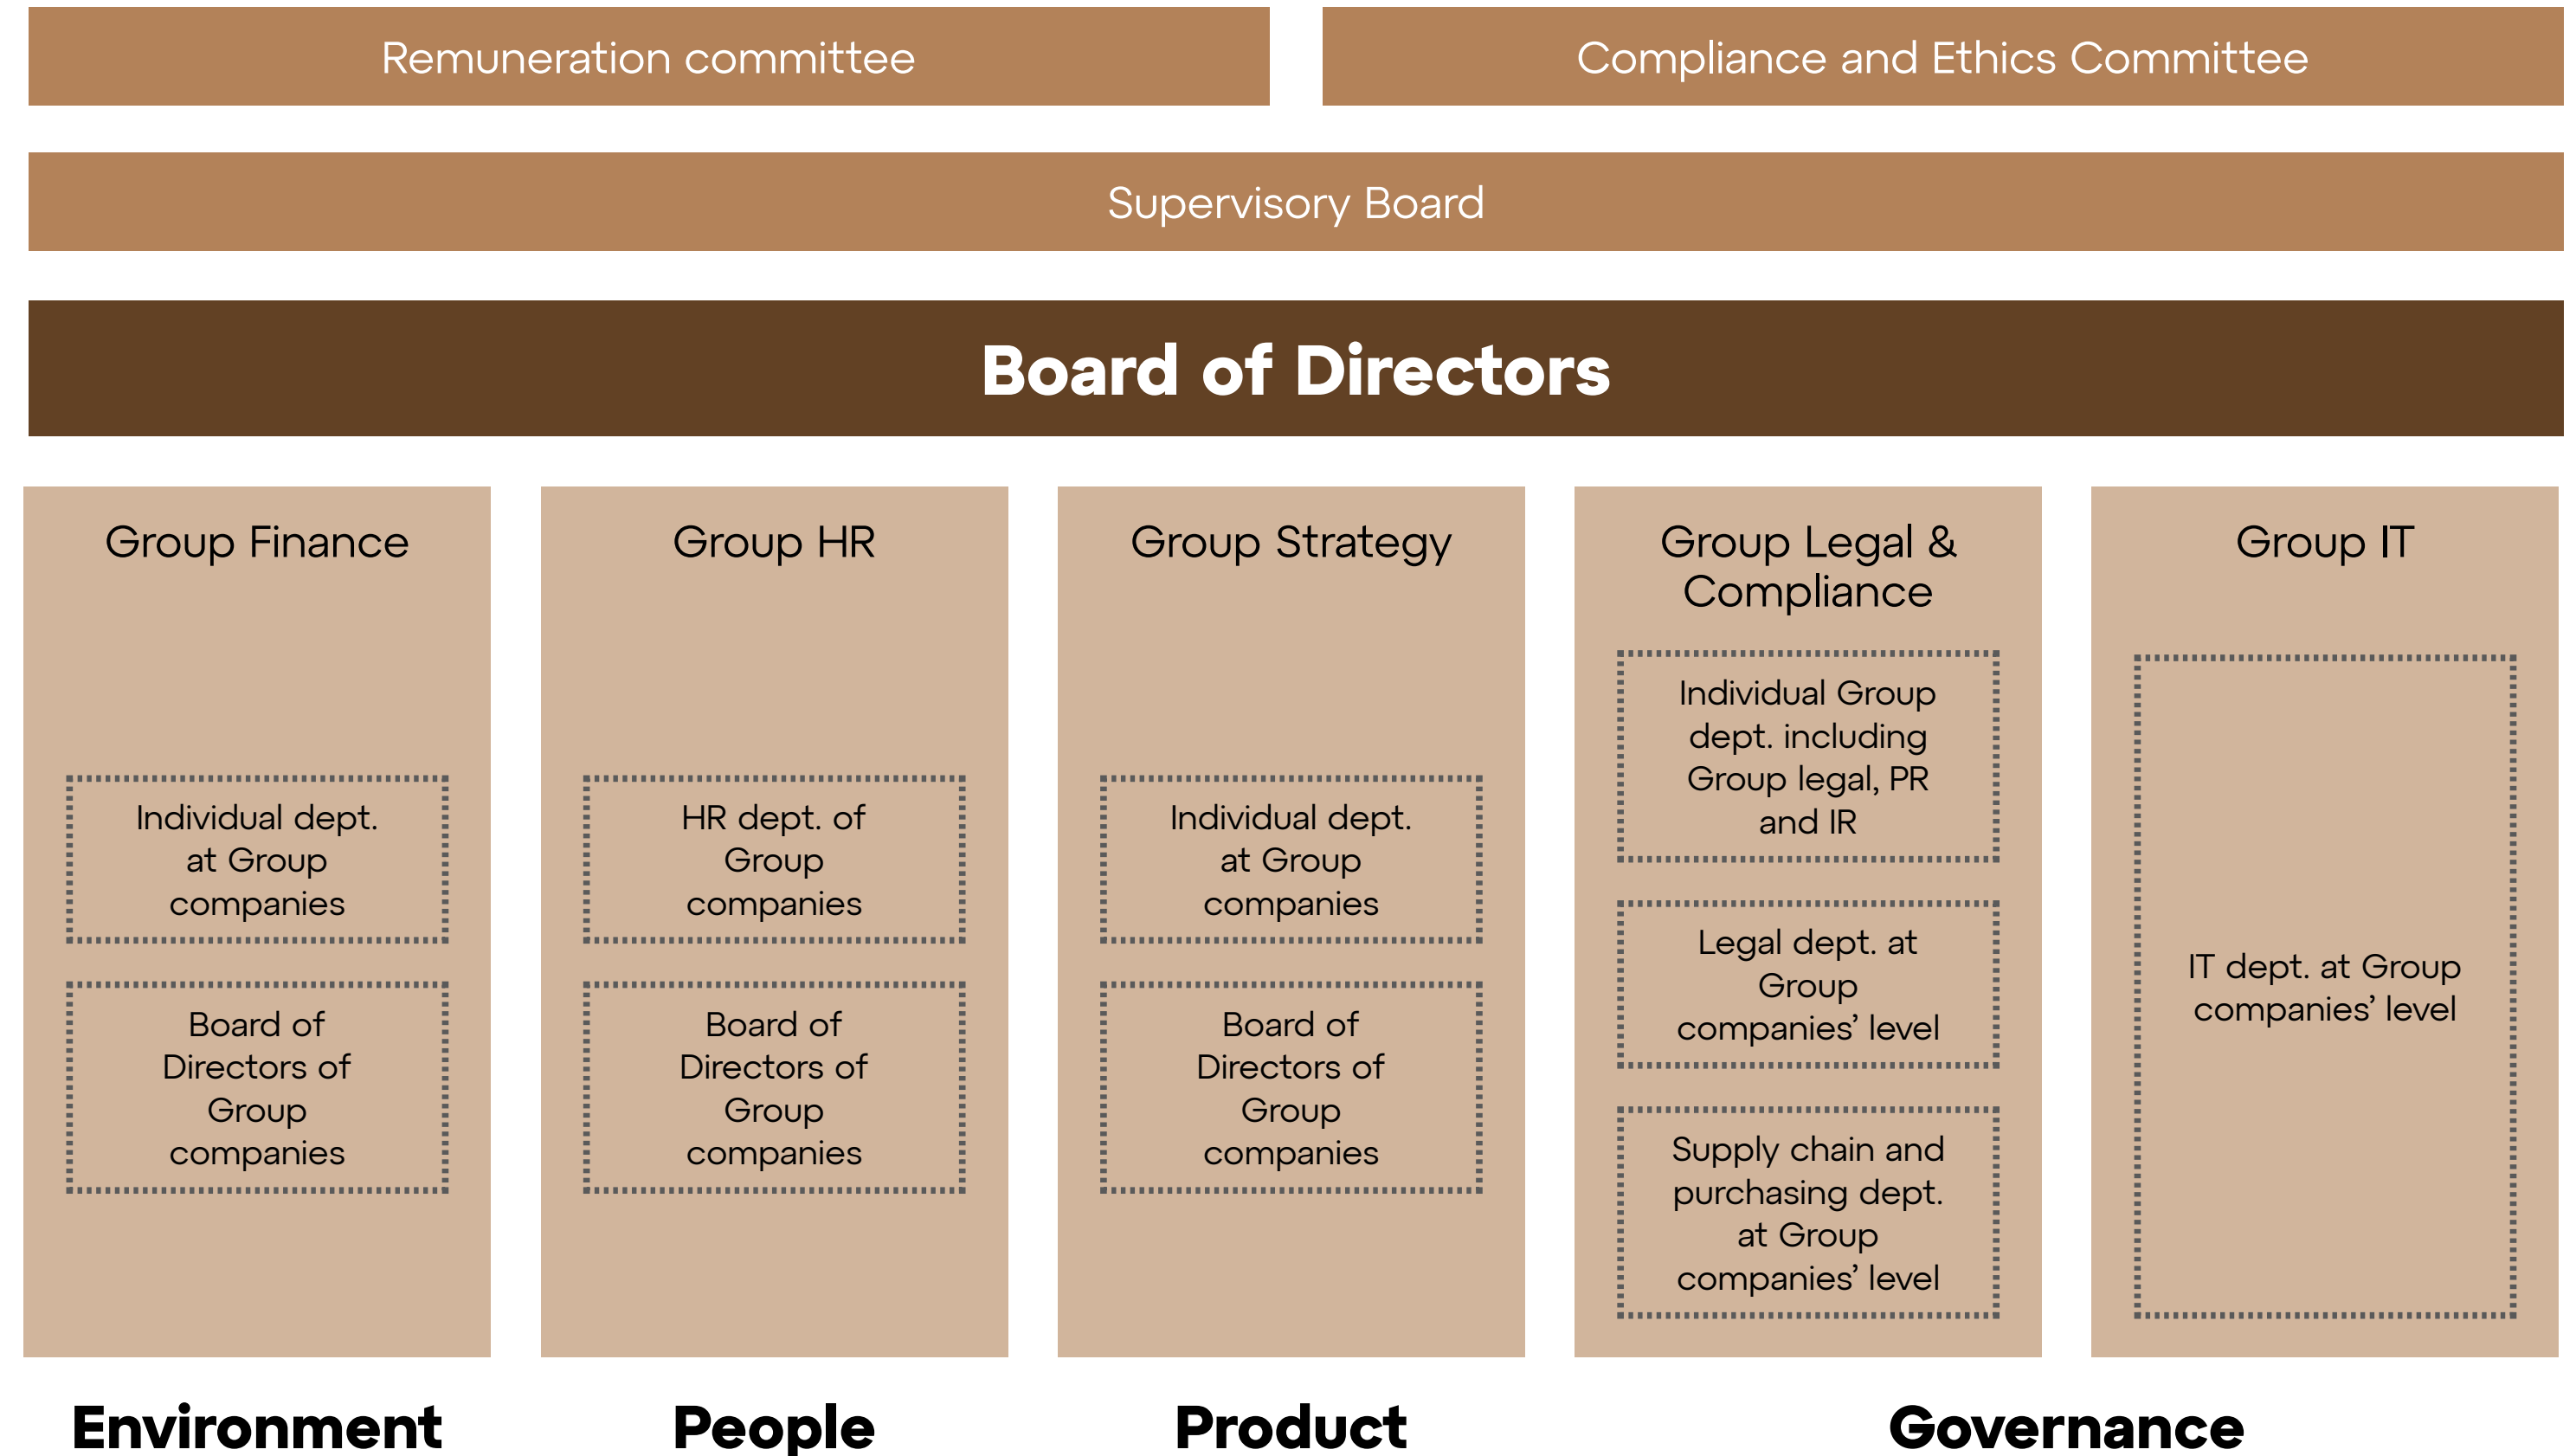 Remuneration committee
Compliance and Ethics Committee
Supervisory Board
Board of Directors
Group Finance
Individual dept.
at Group
companies
Board of
Directors of
Group
companies
Group HR
HR dept. of
Group
companies
Board of
Directors of
Group
companies
Group Strategy
Individual dept.
at Group
companies
Board of
Directors of
Group
companies
Group Legal &
Compliance
Individual Group
dept. including
Group legal, PR
and IR
Legal dept. at
Group
companies’ level
Supply chain and
purchasing dept.
at Group
companies’ level
Group IT
IT dept. at Group
companies’ level
Environment
People
Product
Governance